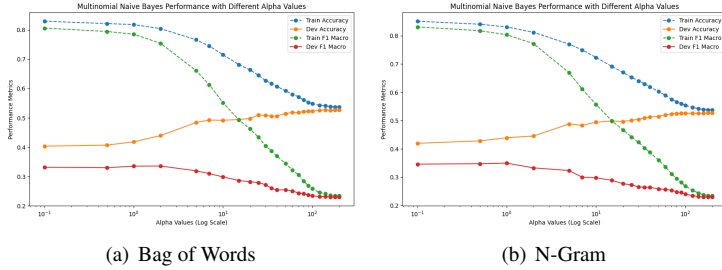 Multinomial Naive Bayes Performance with Different Alpha Values
Train Accuracy
Dev Accuracy
Train F1 Macro
Dev F1 Macro
Performance Metrics
0.8
0.7
0.6
0.5
0.4
0.3
0.2
10⁻¹ 10⁰ 10¹ 10²
Alpha Values (Log Scale)
(a) Bag of Words
Multinomial Naive Bayes Performance with Different Alpha Values
Train Accuracy
Dev Accuracy
Train F1 Macro
Dev F1 Macro
Performance Metrics
0.8
0.7
0.6
0.5
0.4
0.3
0.2
10⁻¹ 10⁰ 10¹ 10²
Alpha Values (Log Scale)
(b) N-Gram